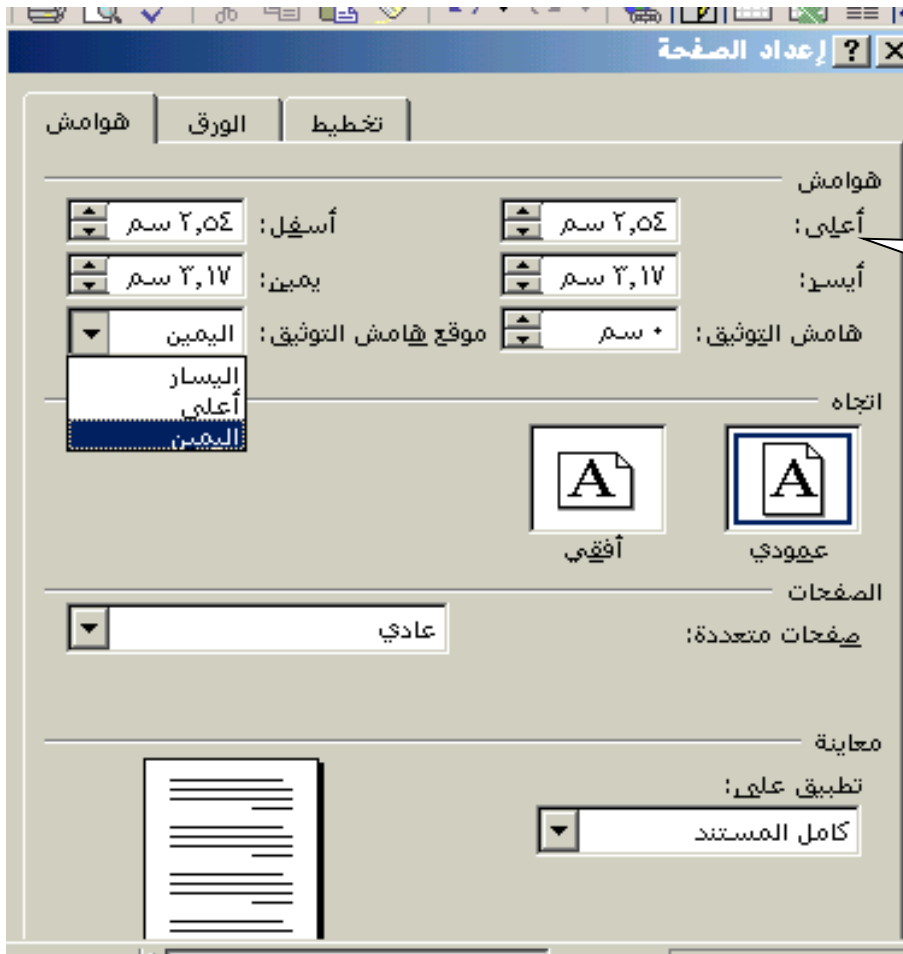 إعداد الصفحة
هوامش الورق تخطيط
هوامش
أعلى: ٢,٥٤ سم أسفل: ٢,٥٤ سم
أيسر: ٣,١٧ سم يمين: ٣,١٧ سم
هامش التوثيق: ٠ سم موقع هامش التوثيق: اليمين
اليسار
أعلى
اليمين
اتجاه
A A
عمودي أفقي
الصفحات
صفحات متعددة: عادي
معاينة
تطبيق على:
كامل المستند